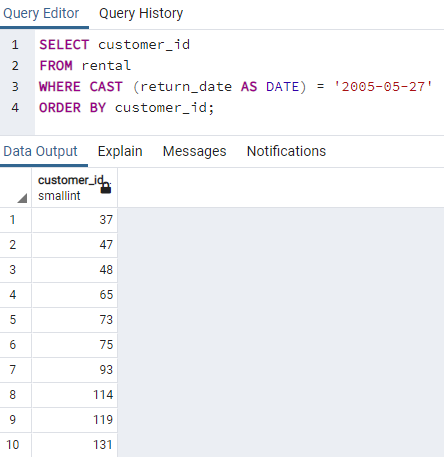 Query Editor Query History
1 SELECT customer_id
2 FROM rental
3 WHERE CAST (return_date AS DATE) = '2005-05-27'
4 ORDER BY customer_id;
Data Output Explain Messages Notifications
customer_id
smallint
1 37
2 47
3 48
4 65
5 73
6 75
7 93
8 114
9 119
10 131